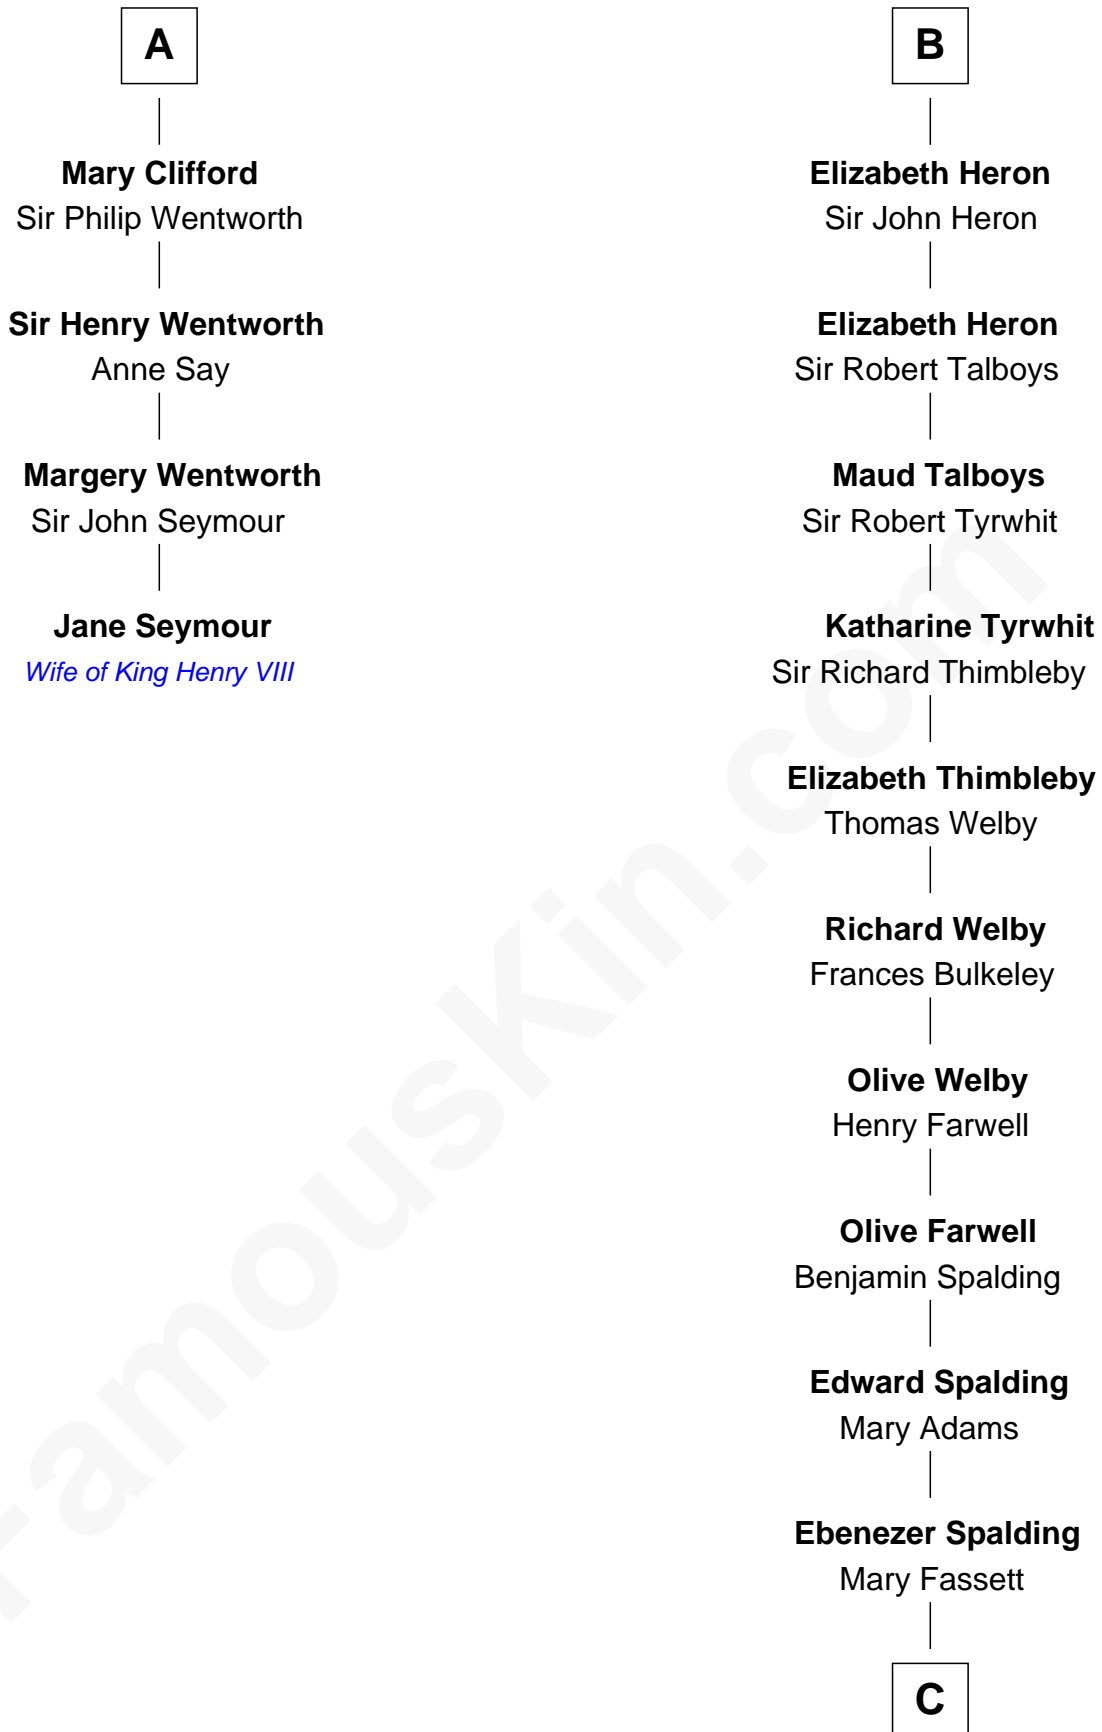 A
Mary Clifford
Sir Philip Wentworth
Sir Henry Wentworth
Anne Say
Margery Wentworth
Sir John Seymour
Jane Seymour
Wife of King Henry VIII
B
Elizabeth Heron
Sir John Heron
Elizabeth Heron
Sir Robert Talboys
Maud Talboys
Sir Robert Tyrwhit
Katharine Tyrwhit
Sir Richard Thimbleby
Elizabeth Thimbleby
Thomas Welby
Richard Welby
Frances Bulkeley
Olive Welby
Henry Farwell
Olive Farwell
Benjamin Spalding
Edward Spalding
Mary Adams
Ebenezer Spalding
Mary Fassett
C
FamousKin.com